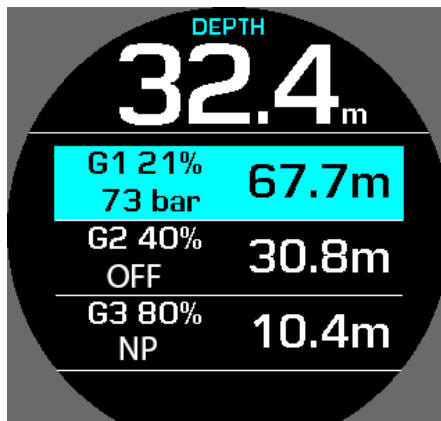 DEPTH
32.4m
G1 21% 67.7m
73 bar
G2 40% 30.8m
OFF
G3 80% 10.4m
NP